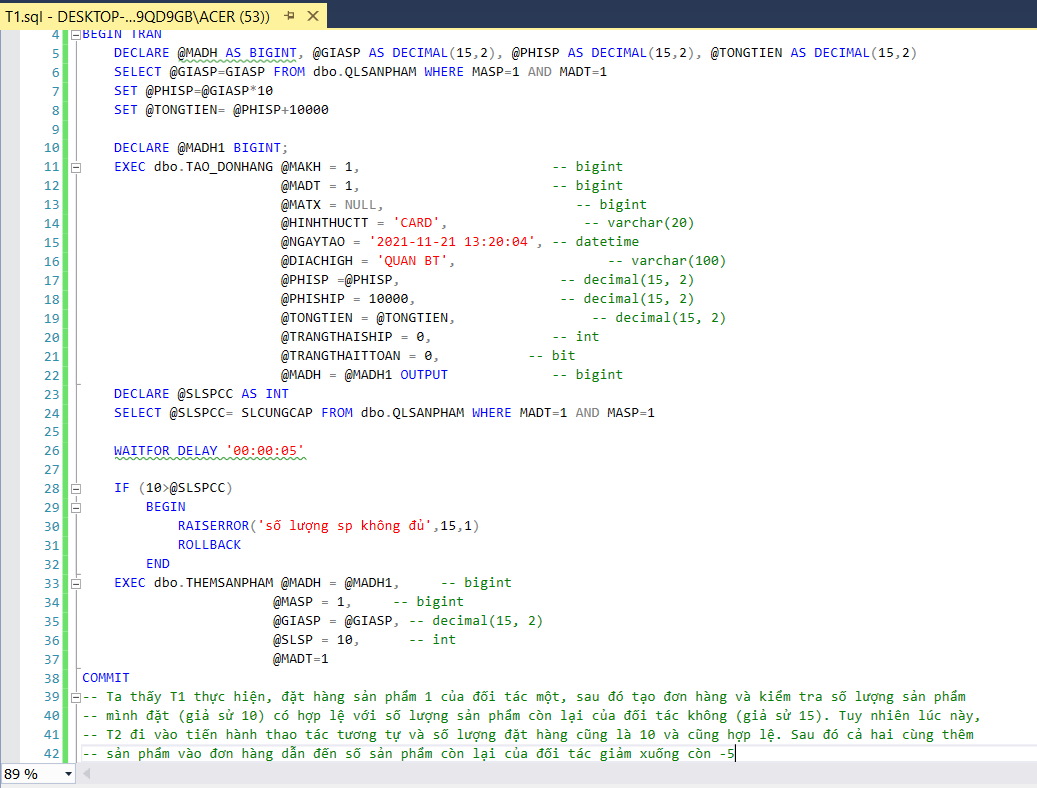 T1.sql - DESKTOP-...9QD9GB\ACER (53))
4 BEGIN TRAN
5 DECLARE @MADH AS BIGINT, @GIASP AS DECIMAL(15,2), @PHISP AS DECIMAL(15,2), @TONGTIEN AS DECIMAL(15,2)
6 SELECT @GIASP=GIASP FROM dbo.QLSANPHAM WHERE MASP=1 AND MADT=1
7 SET @PHISP=@GIASP*10
8 SET @TONGTIEN= @PHISP+10000
9
10 DECLARE @MADH1 BIGINT;
11 EXEC dbo.TAO_DONHANG @MAKH = 1, -- bigint
12 @MADT = 1, -- bigint
13 @MATX = NULL, -- bigint
14 @HINHTHUCTT = 'CARD', -- varchar(20)
15 @NGAYTAO = '2021-11-21 13:20:04', -- datetime
16 @DIACHIGH = 'QUAN BT', -- varchar(100)
17 @PHISP =@PHISP, -- decimal(15, 2)
18 @PHISHIP = 10000, -- decimal(15, 2)
19 @TONGTIEN = @TONGTIEN, -- decimal(15, 2)
20 @TRANGTHAISHIP = 0, -- int
21 @TRANGTHAITTOAN = 0, -- bit
22 @MADH = @MADH1 OUTPUT -- bigint
23 DECLARE @SLSPCC AS INT
24 SELECT @SLSPCC= SLCUNGCAP FROM dbo.QLSANPHAM WHERE MADT=1 AND MASP=1
25
26 WAITFOR DELAY '00:00:05'
27
28 IF (10>@SLSPCC)
29 BEGIN
30 RAISERROR('số lượng sp không đủ',15,1)
31 ROLLBACK
32 END
33 EXEC dbo.THEMSANPHAM @MADH = @MADH1, -- bigint
34 @MASP = 1, -- bigint
35 @GIASP = @GIASP, -- decimal(15, 2)
36 @SLSP = 10, -- int
37 @MADT=1
38 COMMIT
39 -- Ta thấy T1 thực hiện, đặt hàng sản phẩm 1 của đối tác một, sau đó tạo đơn hàng và kiểm tra số lượng sản phẩm
40 -- mình đặt (giả sử 10) có hợp lệ với số lượng sản phẩm còn lại của đối tác không (giả sử 15). Tuy nhiên lúc này,
41 -- T2 đi vào tiến hành thao tác tương tự và số lượng đặt hàng cũng là 10 và cũng hợp lệ. Sau đó cả hai cùng thêm
42 -- sản phẩm vào đơn hàng dẫn đến số sản phẩm còn lại của đối tác giảm xuống còn -5
89 %